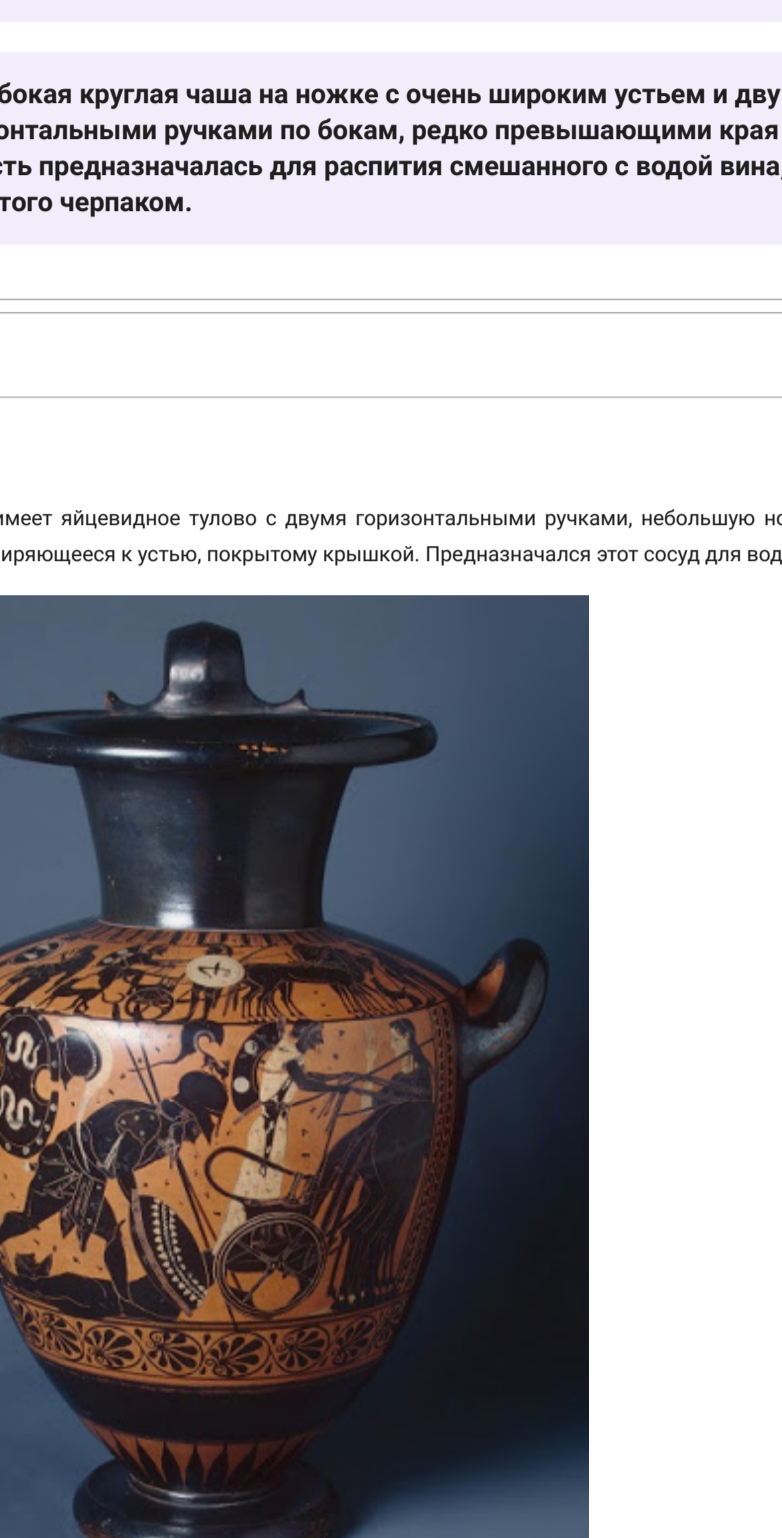 бокая круглая чаша на ножке с очень широким устьем и дву
онтальными ручками по бокам, редко превышающими края
сть предназначалась для распития смешанного с водой вина,
того черпаком.
имеет яйцевидное тулово с двумя горизонтальными ручками, небольшую но
иряющееся к устью, покрытому крышкой. Предназначался этот сосуд для вод